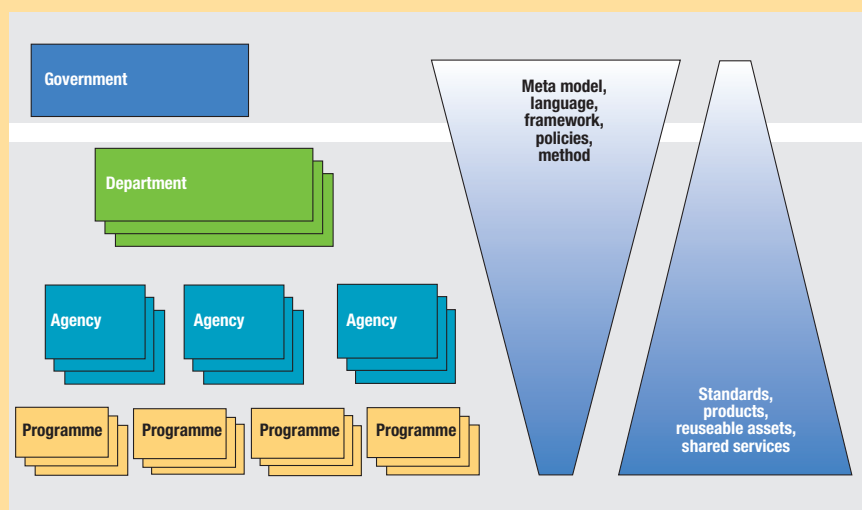 Government
Meta model,
language,
framework,
policies,
method
Department
Agency
Agency
Agency
Standards,
products,
reuseable assets,
shared services
Programme
Programme
Programme
Programme